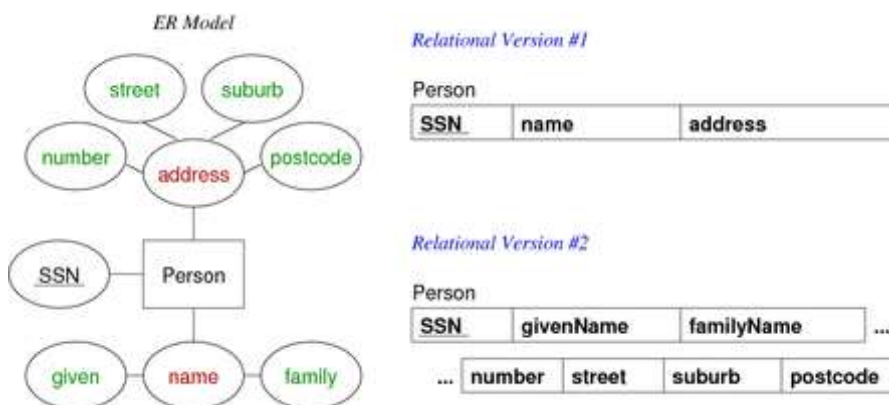 ER Model
street
suburb
number
postcode
address
SSN
Person
given
name
family
Relational Version #1
Person
SSN name address
Relational Version #2
Person
SSN givenName familyName ...
... number street suburb postcode